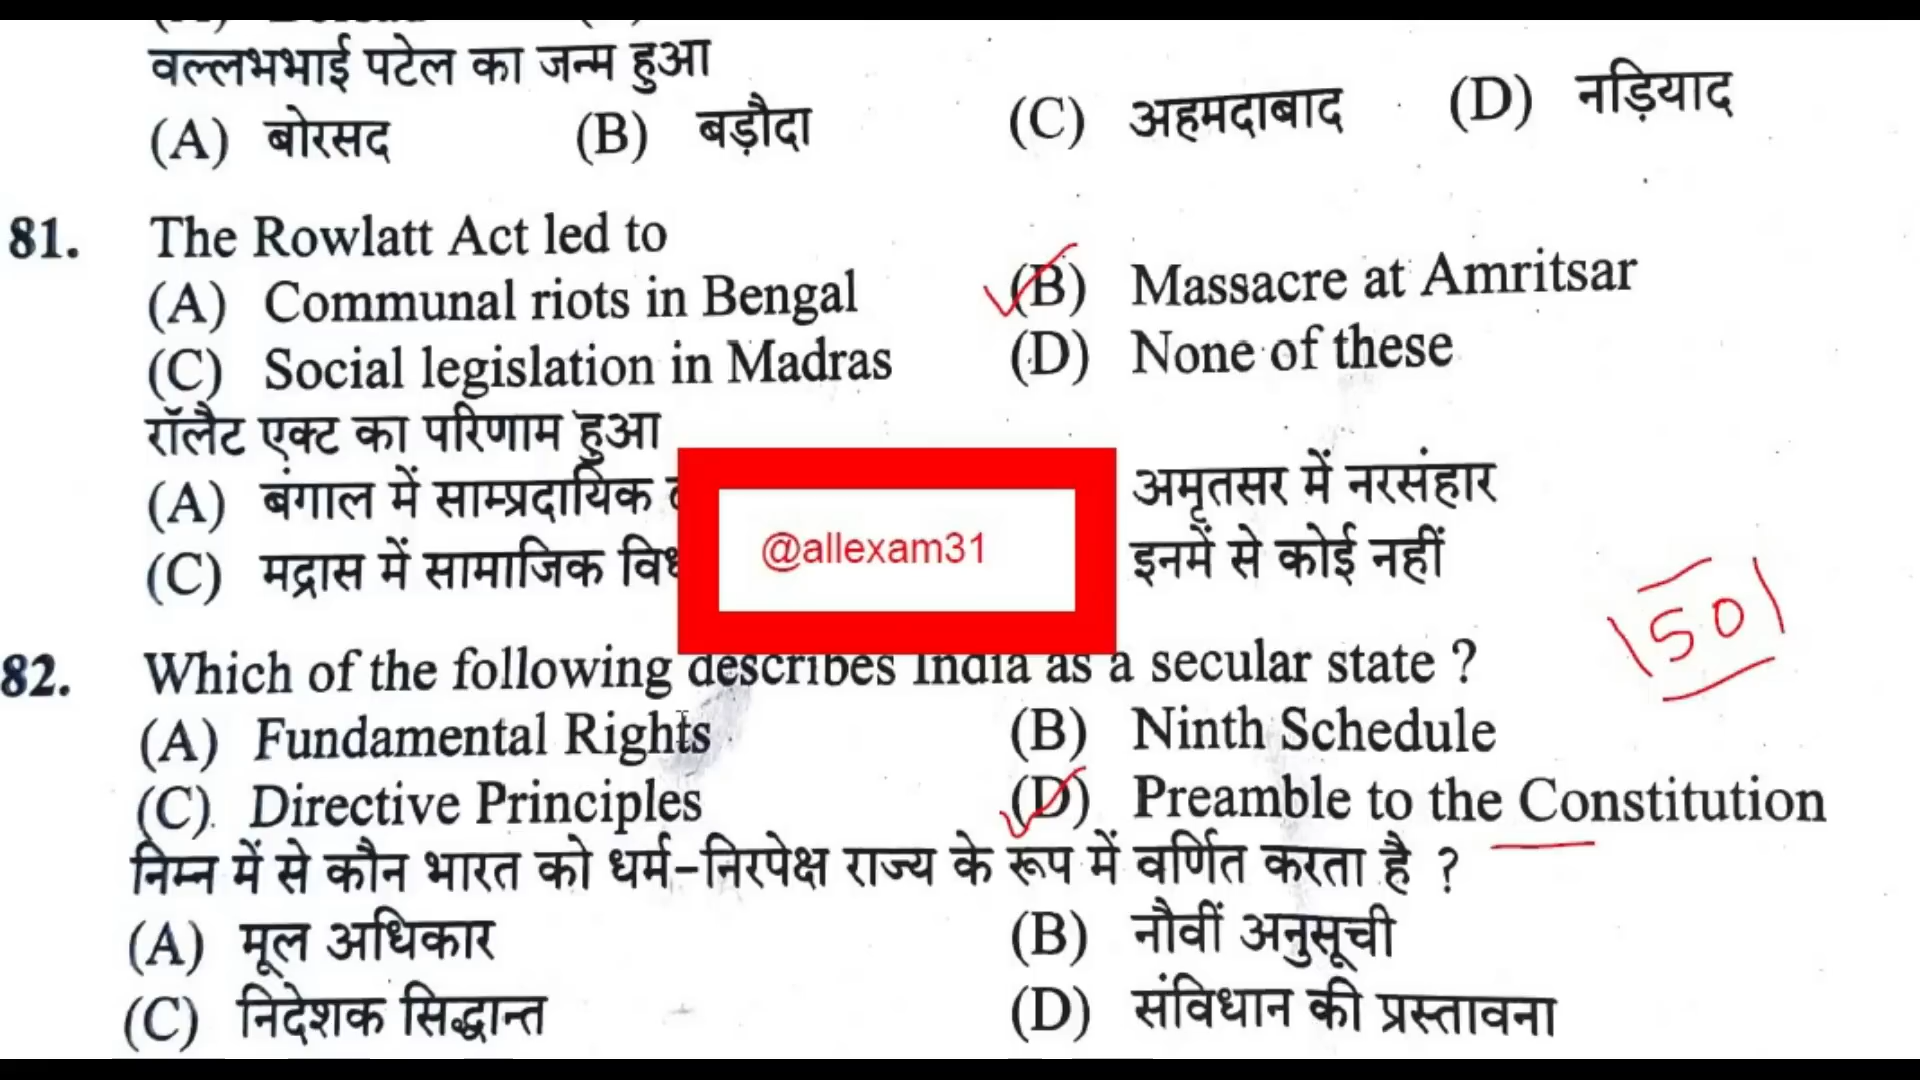 वल्लभभाई पटेल का जन्म हुआ
(A) बोरसद (B) बड़ौदा (C) अहमदाबाद (D) नड़ियाद
81. The Rowlatt Act led to
(A) Communal riots in Bengal (B) Massacre at Amritsar
(C) Social legislation in Madras (D) None of these
रॉलैट एक्ट का परिणाम हुआ
(A) बंगाल में साम्प्रदायिक अमृतसर में नरसंहार
@allexam31
(C) मद्रास में सामाजिक इनमें से कोई नहीं
150
82. Which of the following describes India as a secular state ?
(A) Fundamental Rights (B) Ninth Schedule
(C) Directive Principles (D) Preamble to the Constitution
निम्न में से कौन भारत को धर्म-निरपेक्ष राज्य के रूप में वर्णित करता है ?
(A) मूल अधिकार (B) नौवीं अनुसूची
(C) निदेशक सिद्धान्त (D) संविधान की प्रस्तावना